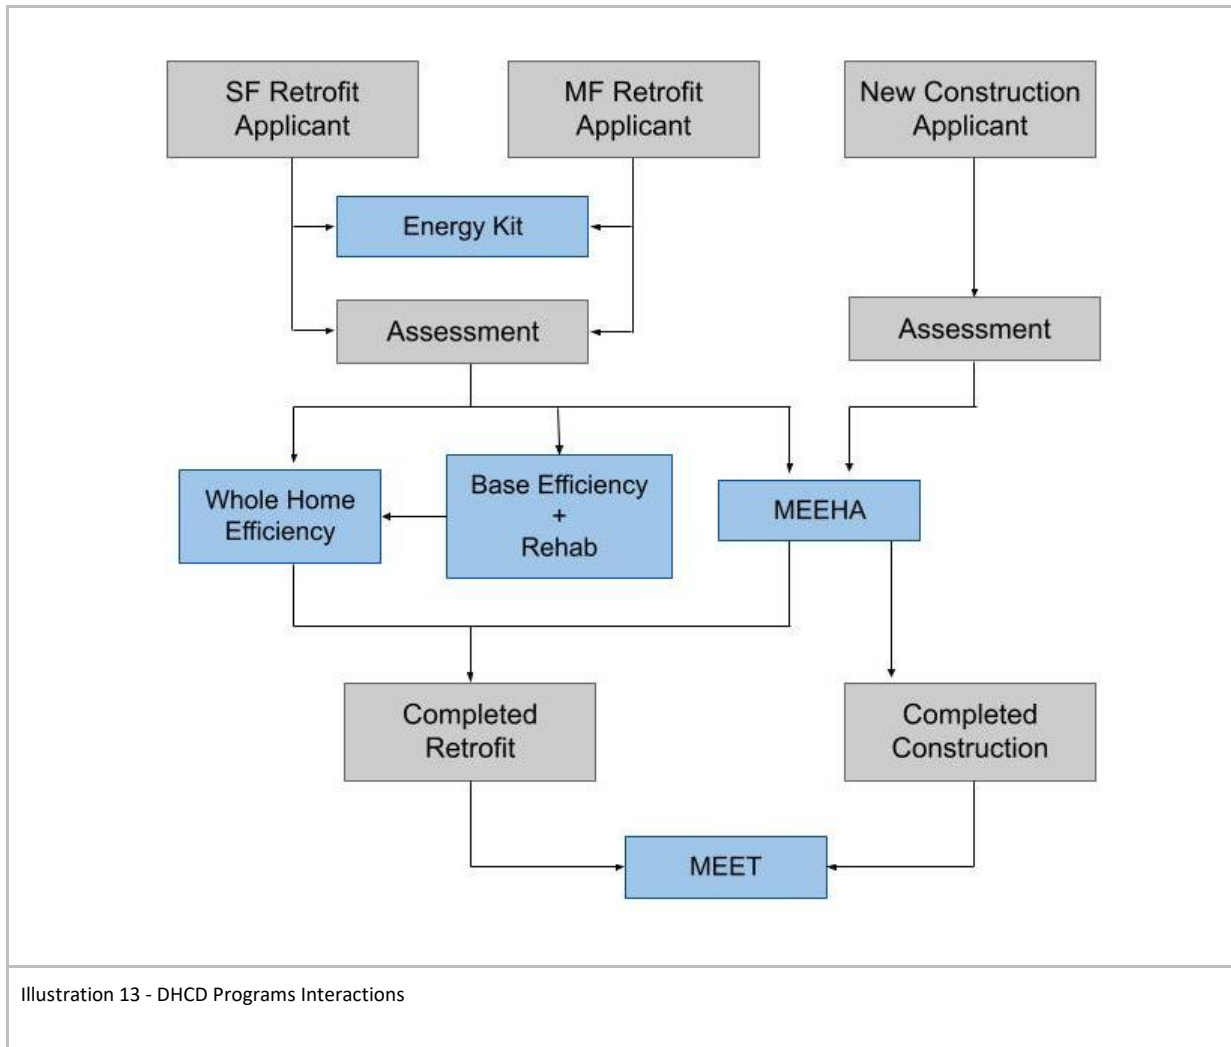 SF Retrofit
Applicant
MF Retrofit
Applicant
New Construction
Applicant
Energy Kit
Assessment
Assessment
Whole Home
Efficiency
Base Efficiency
+
Rehab
MEEHA
Completed
Retrofit
Completed
Construction
MEET
Illustration 13 - DHCD Programs Interactions